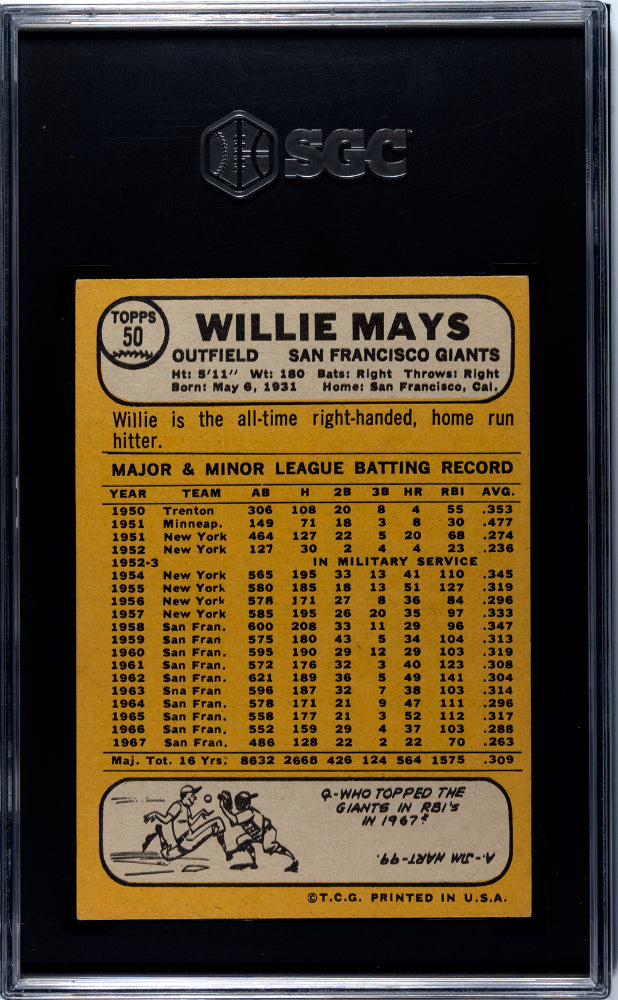 SGC
TOPPS
50
WILLIE MAYS
OUTFIELD SAN FRANCISCO GIANTS
Ht: 5'11" Wt: 180 Bats: Right Throws: Right
Born: May 6, 1931 Home: San Francisco, Cal.
Willie is the all-time right-handed, home run
hitter.
MAJOR & MINOR LEAGUE BATTING RECORD
YEAR TEAM AB H 2B 3B HR RBI AVG.
1950 Trenton 306 108 20 8 4 55 .353
1951 Minneap. 149 71 18 3 8 30 .477
1951 New York 464 127 22 5 20 68 .274
1952 New York 127 30 2 4 4 23 .236
1952-3 IN MILITARY SERVICE
1954 New York 565 195 33 13 41 110 .345
1955 New York 580 185 18 13 51 127 .319
1956 New York 578 171 27 8 36 84 .296
1957 New York 585 195 26 20 35 97 .333
1958 San Fran. 600 208 33 11 29 96 .347
1959 San Fran. 575 180 43 5 34 104 .313
1960 San Fran. 595 190 29 12 29 103 .319
1961 San Fran. 572 176 32 3 40 123 .308
1962 San Fran. 621 189 36 5 49 141 .304
1963 Sna Fran 596 187 32 7 38 103 .314
1964 San Fran. 578 171 21 9 47 111 .296
1965 San Fran. 558 177 21 3 52 112 .317
1966 San Fran. 552 159 29 4 37 103 .288
1967 San Fran. 486 128 22 2 22 70 .263
Maj. Tot. 16 Yrs. 8632 2668 426 124 564 1575 .309
Q-WHO TOPPED THE
GIANTS IN RBI'S
IN 1967?
A-JIM HART-99.
©T.C.G. PRINTED IN U.S.A.